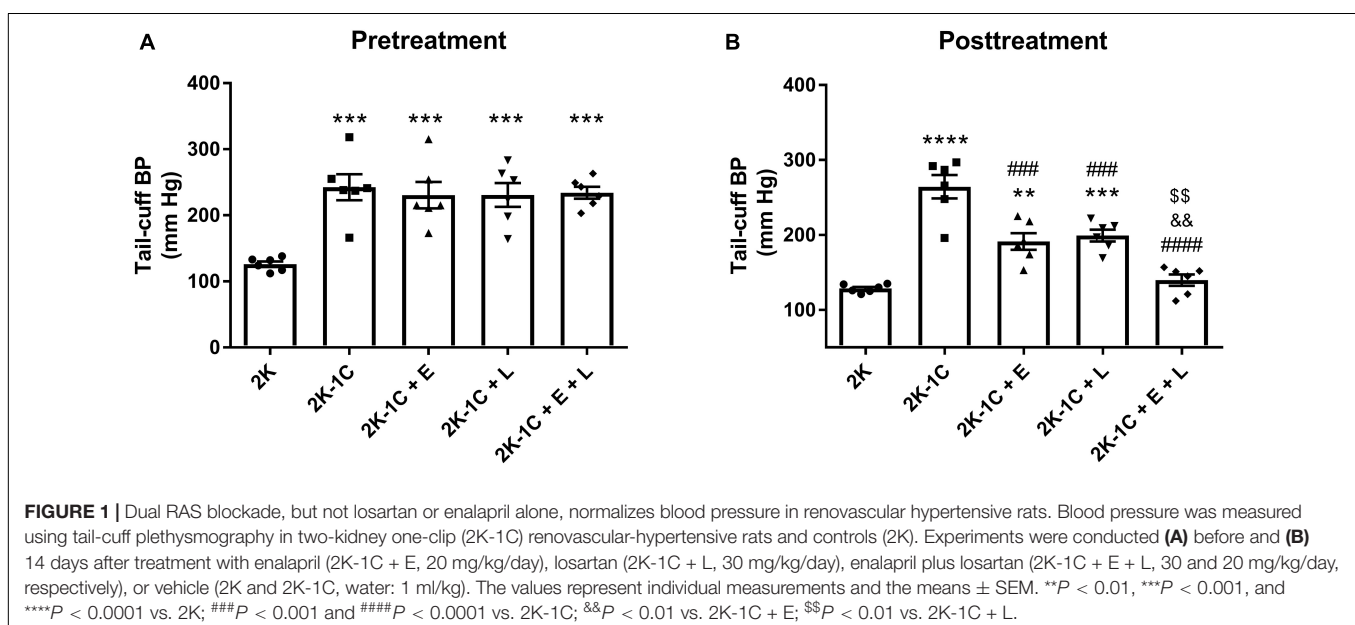 A Pretreatment
Tail-cuff BP
(mm Hg)
400
300
200
100
0
*** *** *** ***
2K
2K-1C
2K-1C + E
2K-1C + L
2K-1C + E + L
B Posttreatment
Tail-cuff BP
(mm Hg)
400
300
200
100
****
###
**
###
***
$$
&&
####
2K
2K-1C
2K-1C + E
2K-1C + L
2K-1C + E + L
FIGURE 1 | Dual RAS blockade, but not losartan or enalapril alone, normalizes blood pressure in renovascular hypertensive rats. Blood pressure was measured
using tail-cuff plethysmography in two-kidney one-clip (2K-1C) renovascular-hypertensive rats and controls (2K). Experiments were conducted (A) before and (B)
14 days after treatment with enalapril (2K-1C + E, 20 mg/kg/day), losartan (2K-1C + L, 30 mg/kg/day), enalapril plus losartan (2K-1C + E + L, 30 and 20 mg/kg/day,
respectively), or vehicle (2K and 2K-1C, water: 1 ml/kg). The values represent individual measurements and the means ± SEM. **P < 0.01, ***P < 0.001, and
****P < 0.0001 vs. 2K; ###P < 0.001 and ####P < 0.0001 vs. 2K-1C; &&P < 0.01 vs. 2K-1C + E; $$P < 0.01 vs. 2K-1C + L.